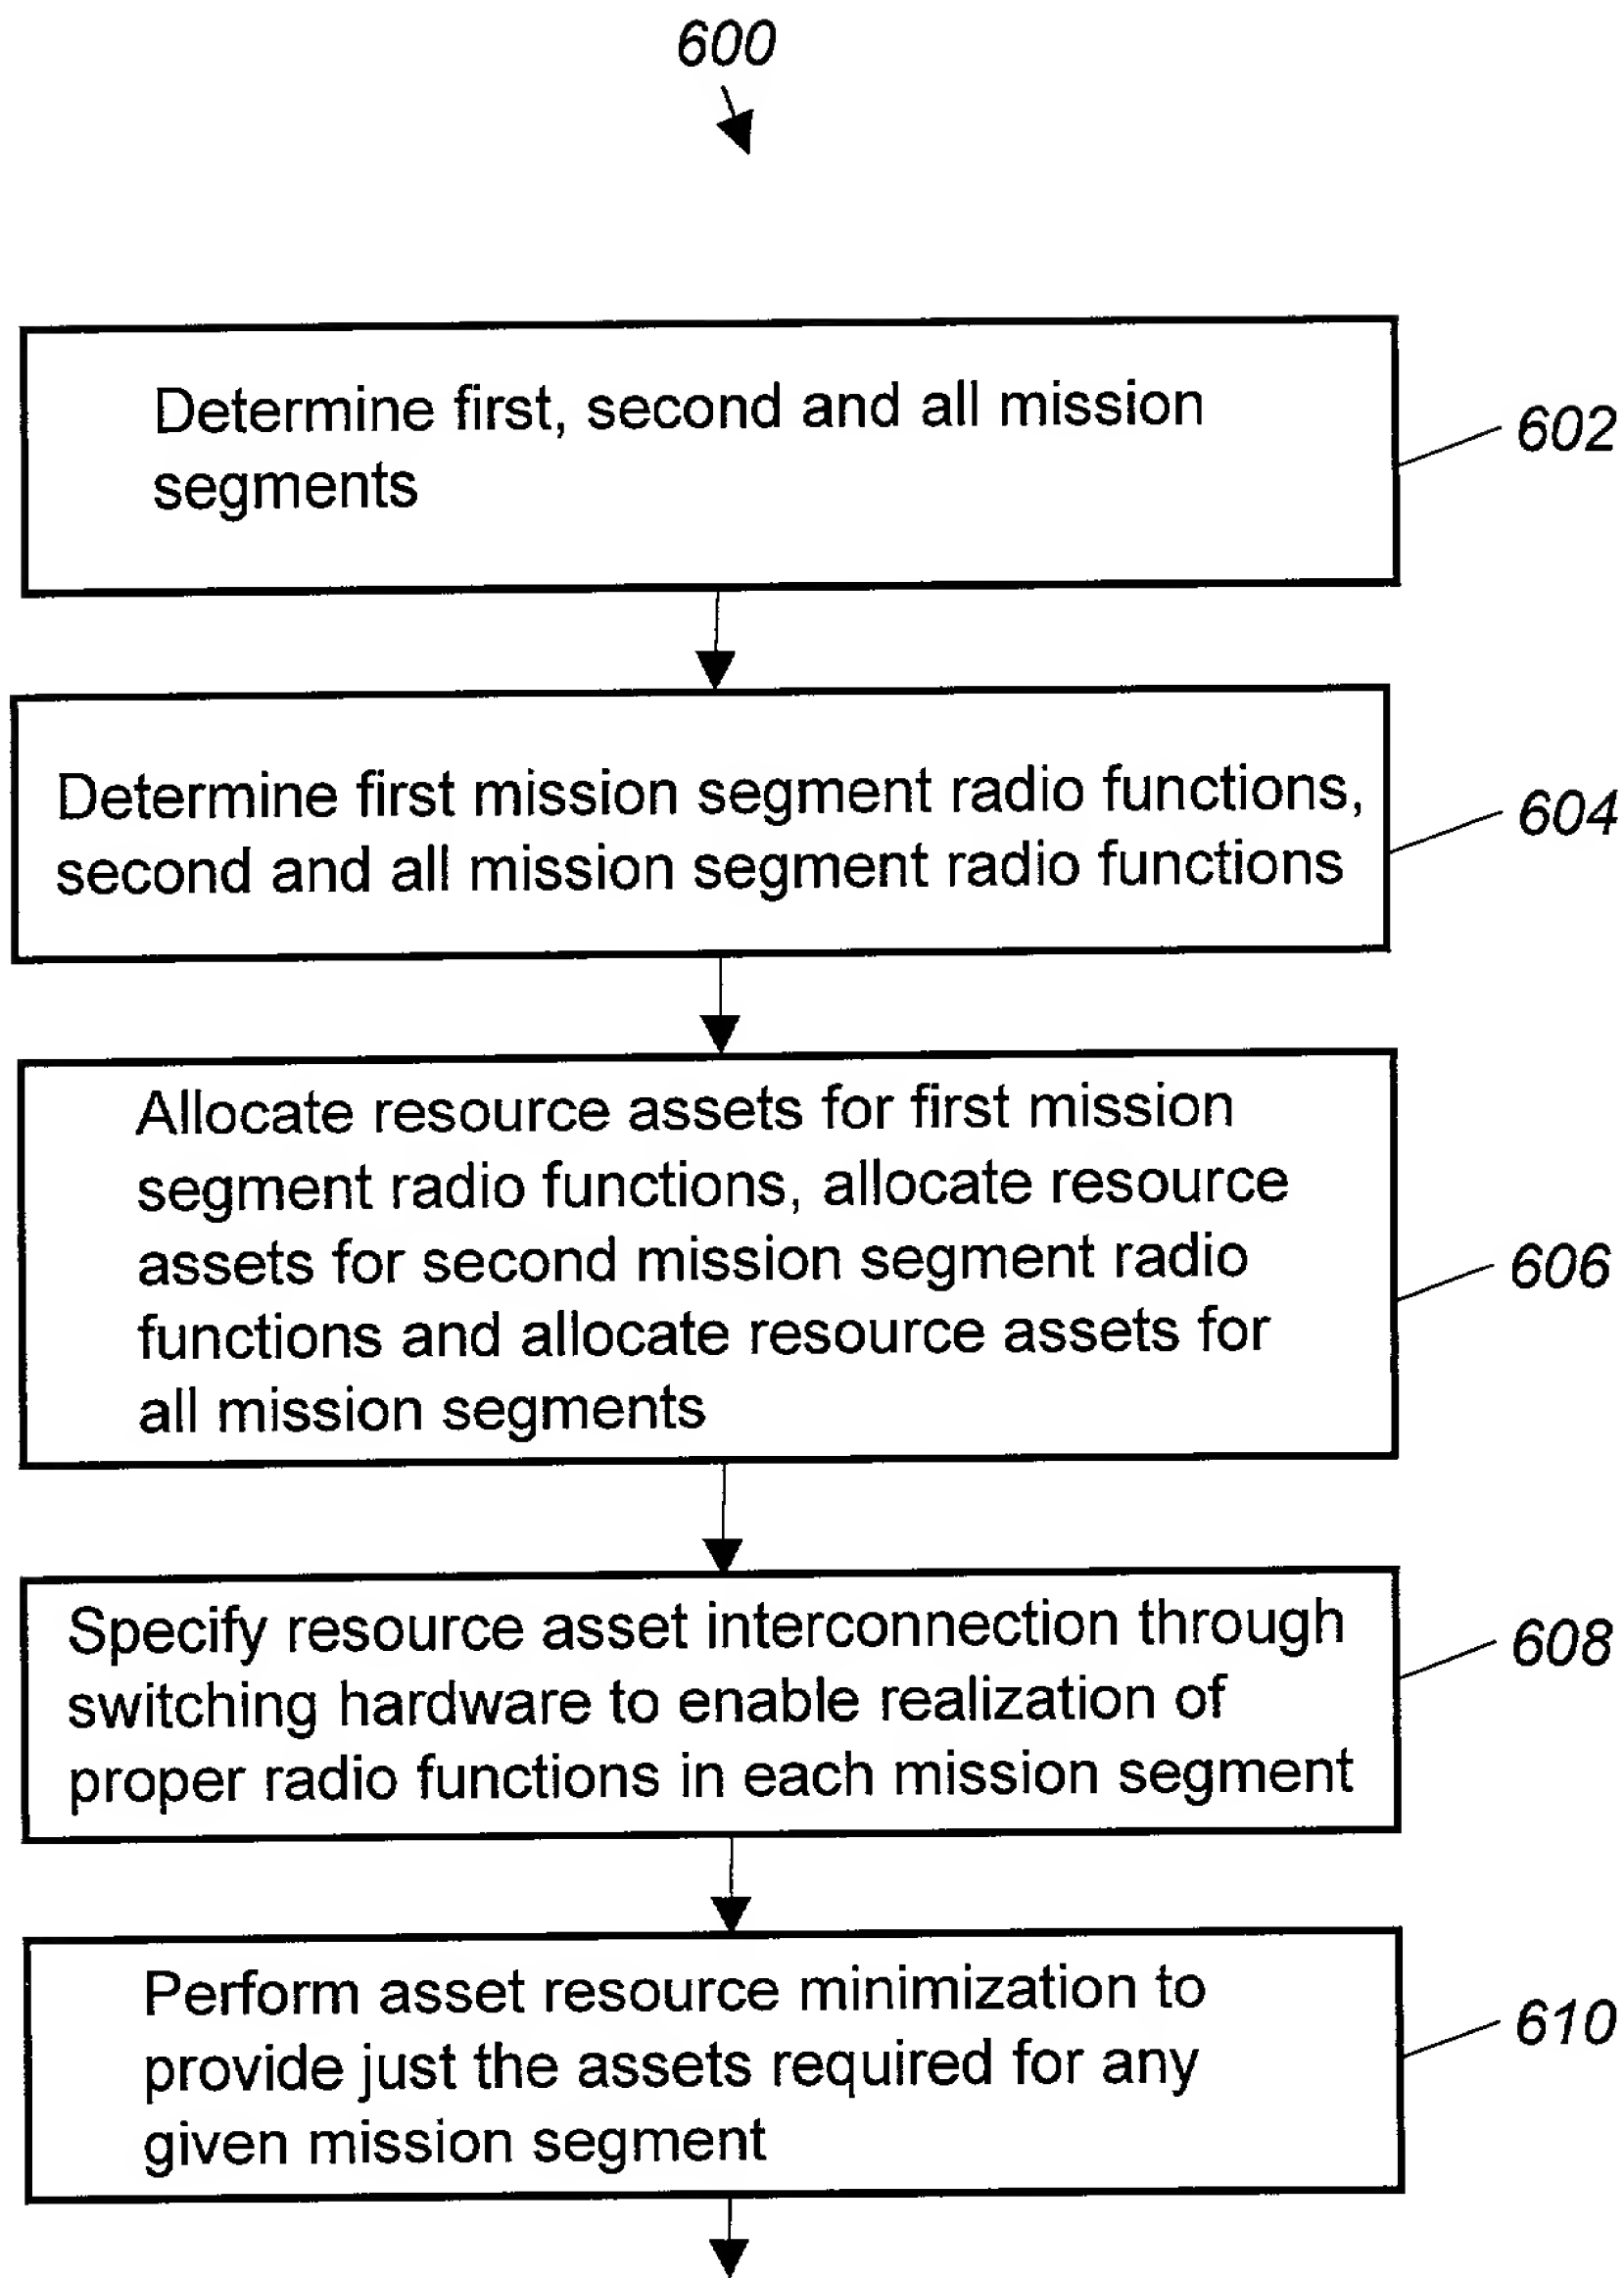 600
Determine first, second and all mission
segments
602
Determine first mission segment radio functions,
second and all mission segment radio functions
604
Allocate resource assets for first mission
segment radio functions, allocate resource
assets for second mission segment radio
functions and allocate resource assets for
all mission segments
606
Specify resource asset interconnection through
switching hardware to enable realization of
proper radio functions in each mission segment
608
Perform asset resource minimization to
provide just the assets required for any
given mission segment
610